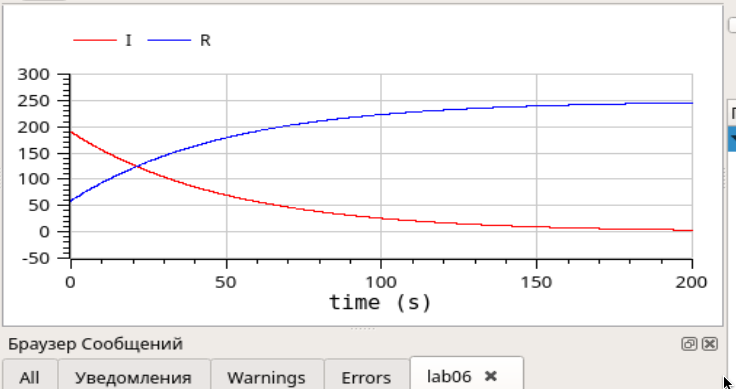 I R
300
250
200
150
100
50
0
-50
0 50 100 150 200
time (s)
Браузер Сообщений
All Уведомления Warnings Errors lab06